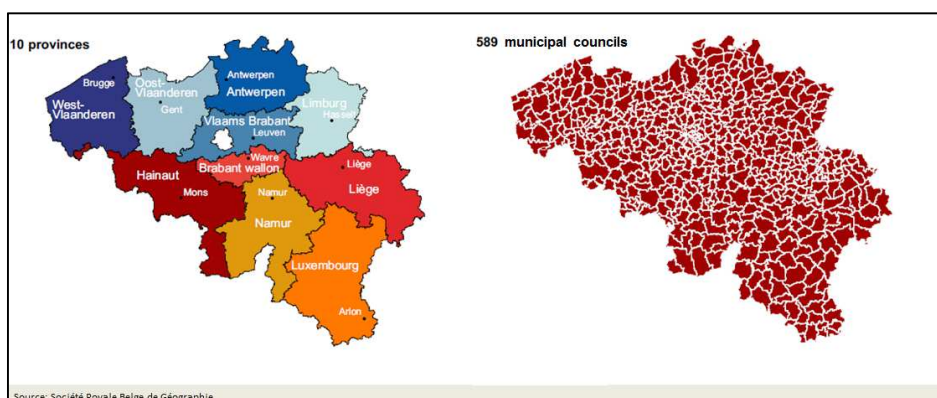 10 provinces
Brugge
West-
Vlaanderen
Oost-
Vlaanderen
Gent
Antwerpen
Antwerpen
Limburg
Hasselt
Vlaams Brabant
Leuven
Wavre
Brabant wallon
Hainaut
Mons
Liège
Liège
Namur
Namur
Luxembourg
Arlon
589 municipal councils
Source: Société Royale Belge de Géographie